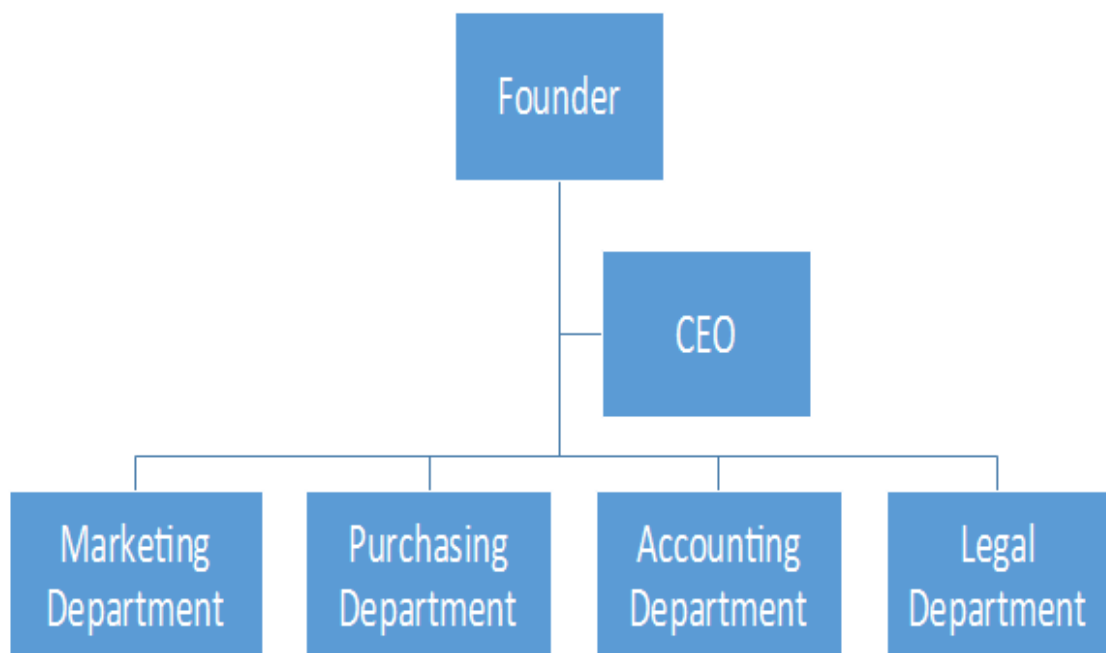 Founder
CEO
Marketing
Department
Purchasing
Department
Accounting
Department
Legal
Department